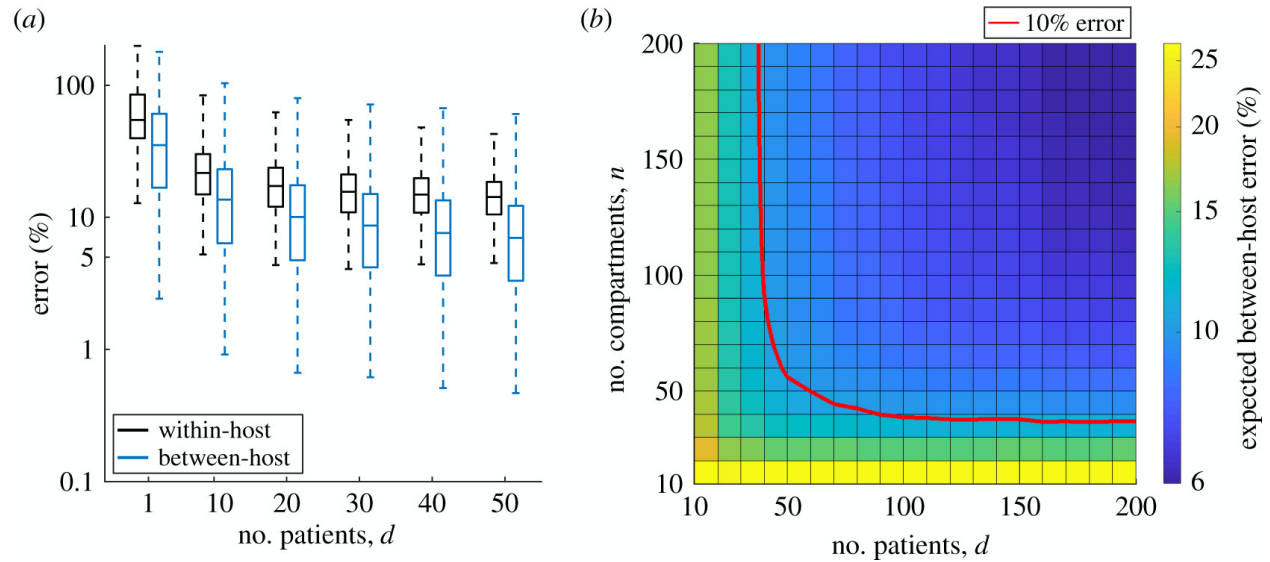 (a)
100
10
5
1
0.1
error (%)
within-host
between-host
1 10 20 30 40 50
no. patients, d
(b)
10% error
200
150
100
50
10
no. compartments, n
10 50 100 150 200
no. patients, d
25
20
15
10
6
expected between-host error (%)